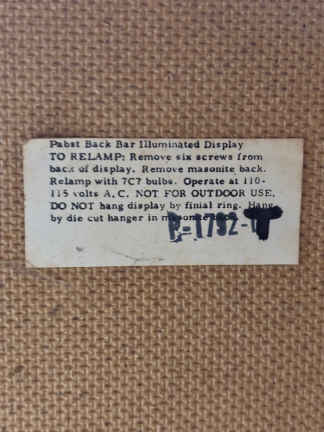 Pabst Back Bar Illuminated Display
TO RELAMP: Remove six screws from
back of display. Remove masonite back.
Relamp with 7C7 bulbs. Operate at 110-
115 volts A.C. NOT FOR OUTDOOR USE.
DO NOT hang display by finial ring. Hang
by die cut hanger in masonite back.
P-1782-